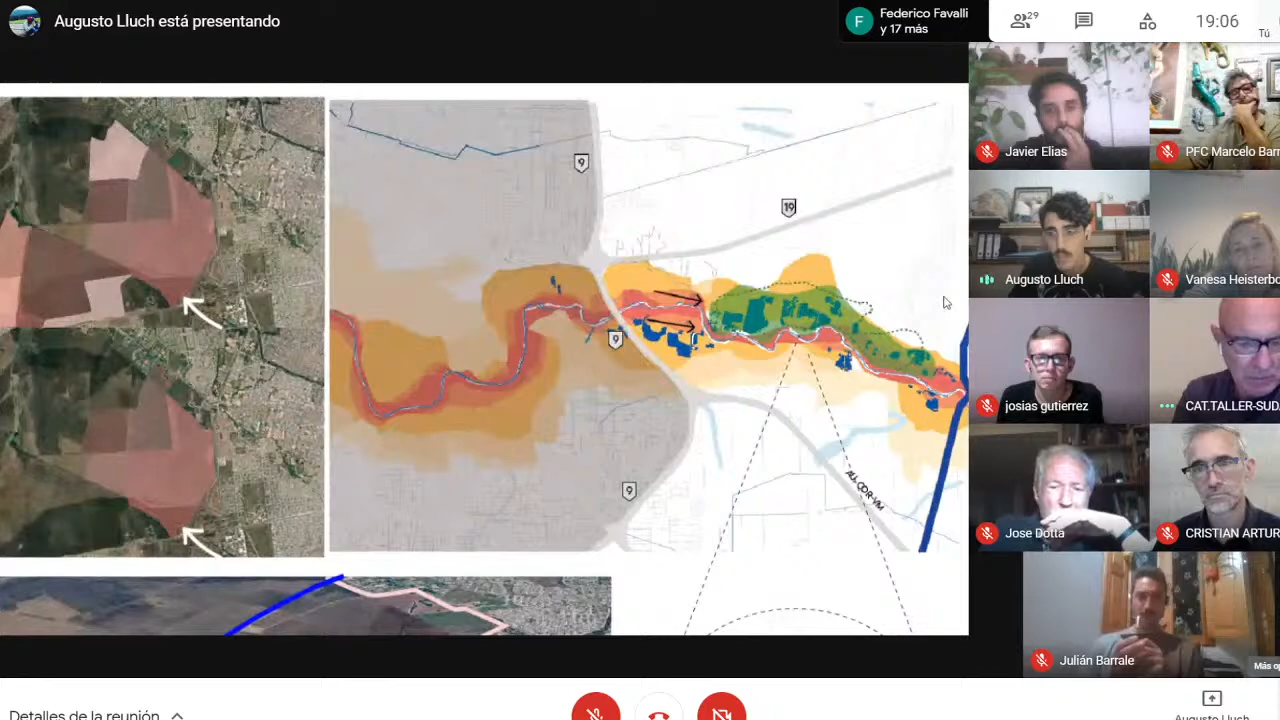 Augusto Lluch está presentando
F
Federico Favalli
y 17 más
29
19:06
Tú
9
19
9
9
AU. COR-VM
Javier Elias
PFC Marcelo Barr
Augusto Lluch
Vanesa Heisterbo
josias gutierrez
CAT.TALLER-SUD
Jose Dotta
CRISTIAN ARTUR
Julián Barrale
Más op
Detalles de la reunión
Augusto Lluch